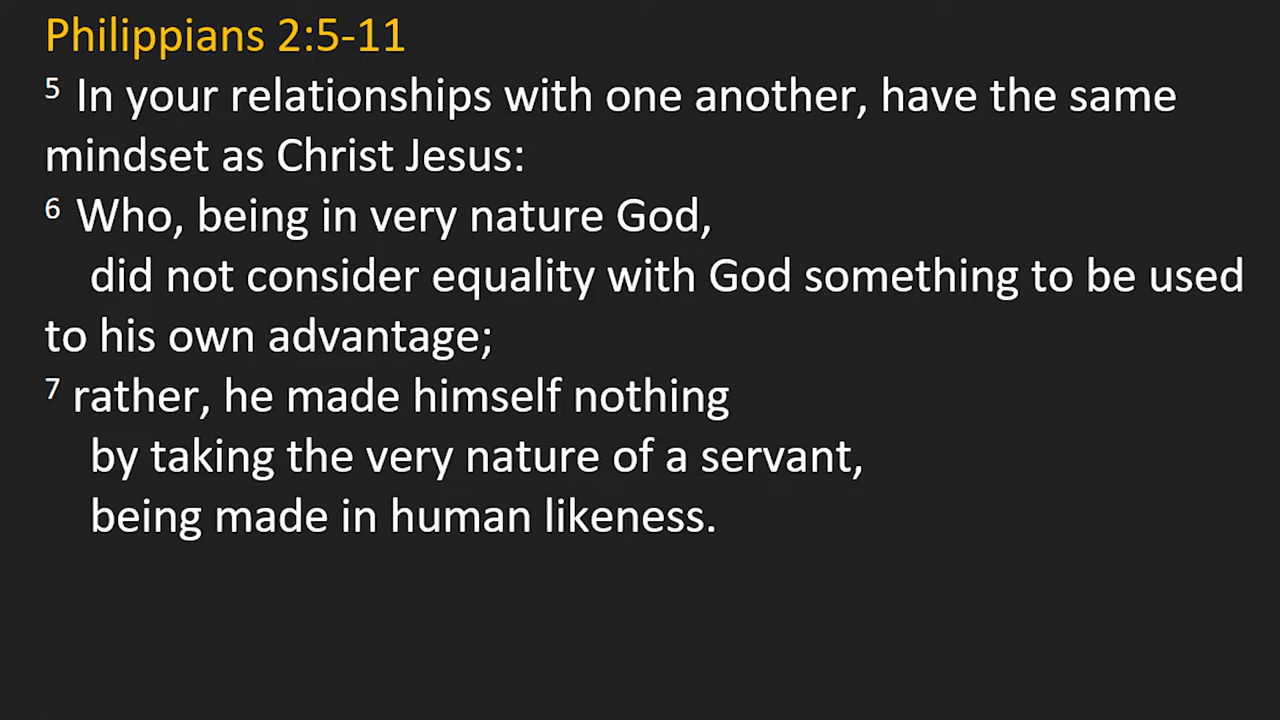 Philippians 2:5-11
⁵ In your relationships with one another, have the same
mindset as Christ Jesus:
⁶ Who, being in very nature God,
did not consider equality with God something to be used
to his own advantage;
⁷ rather, he made himself nothing
by taking the very nature of a servant,
being made in human likeness.